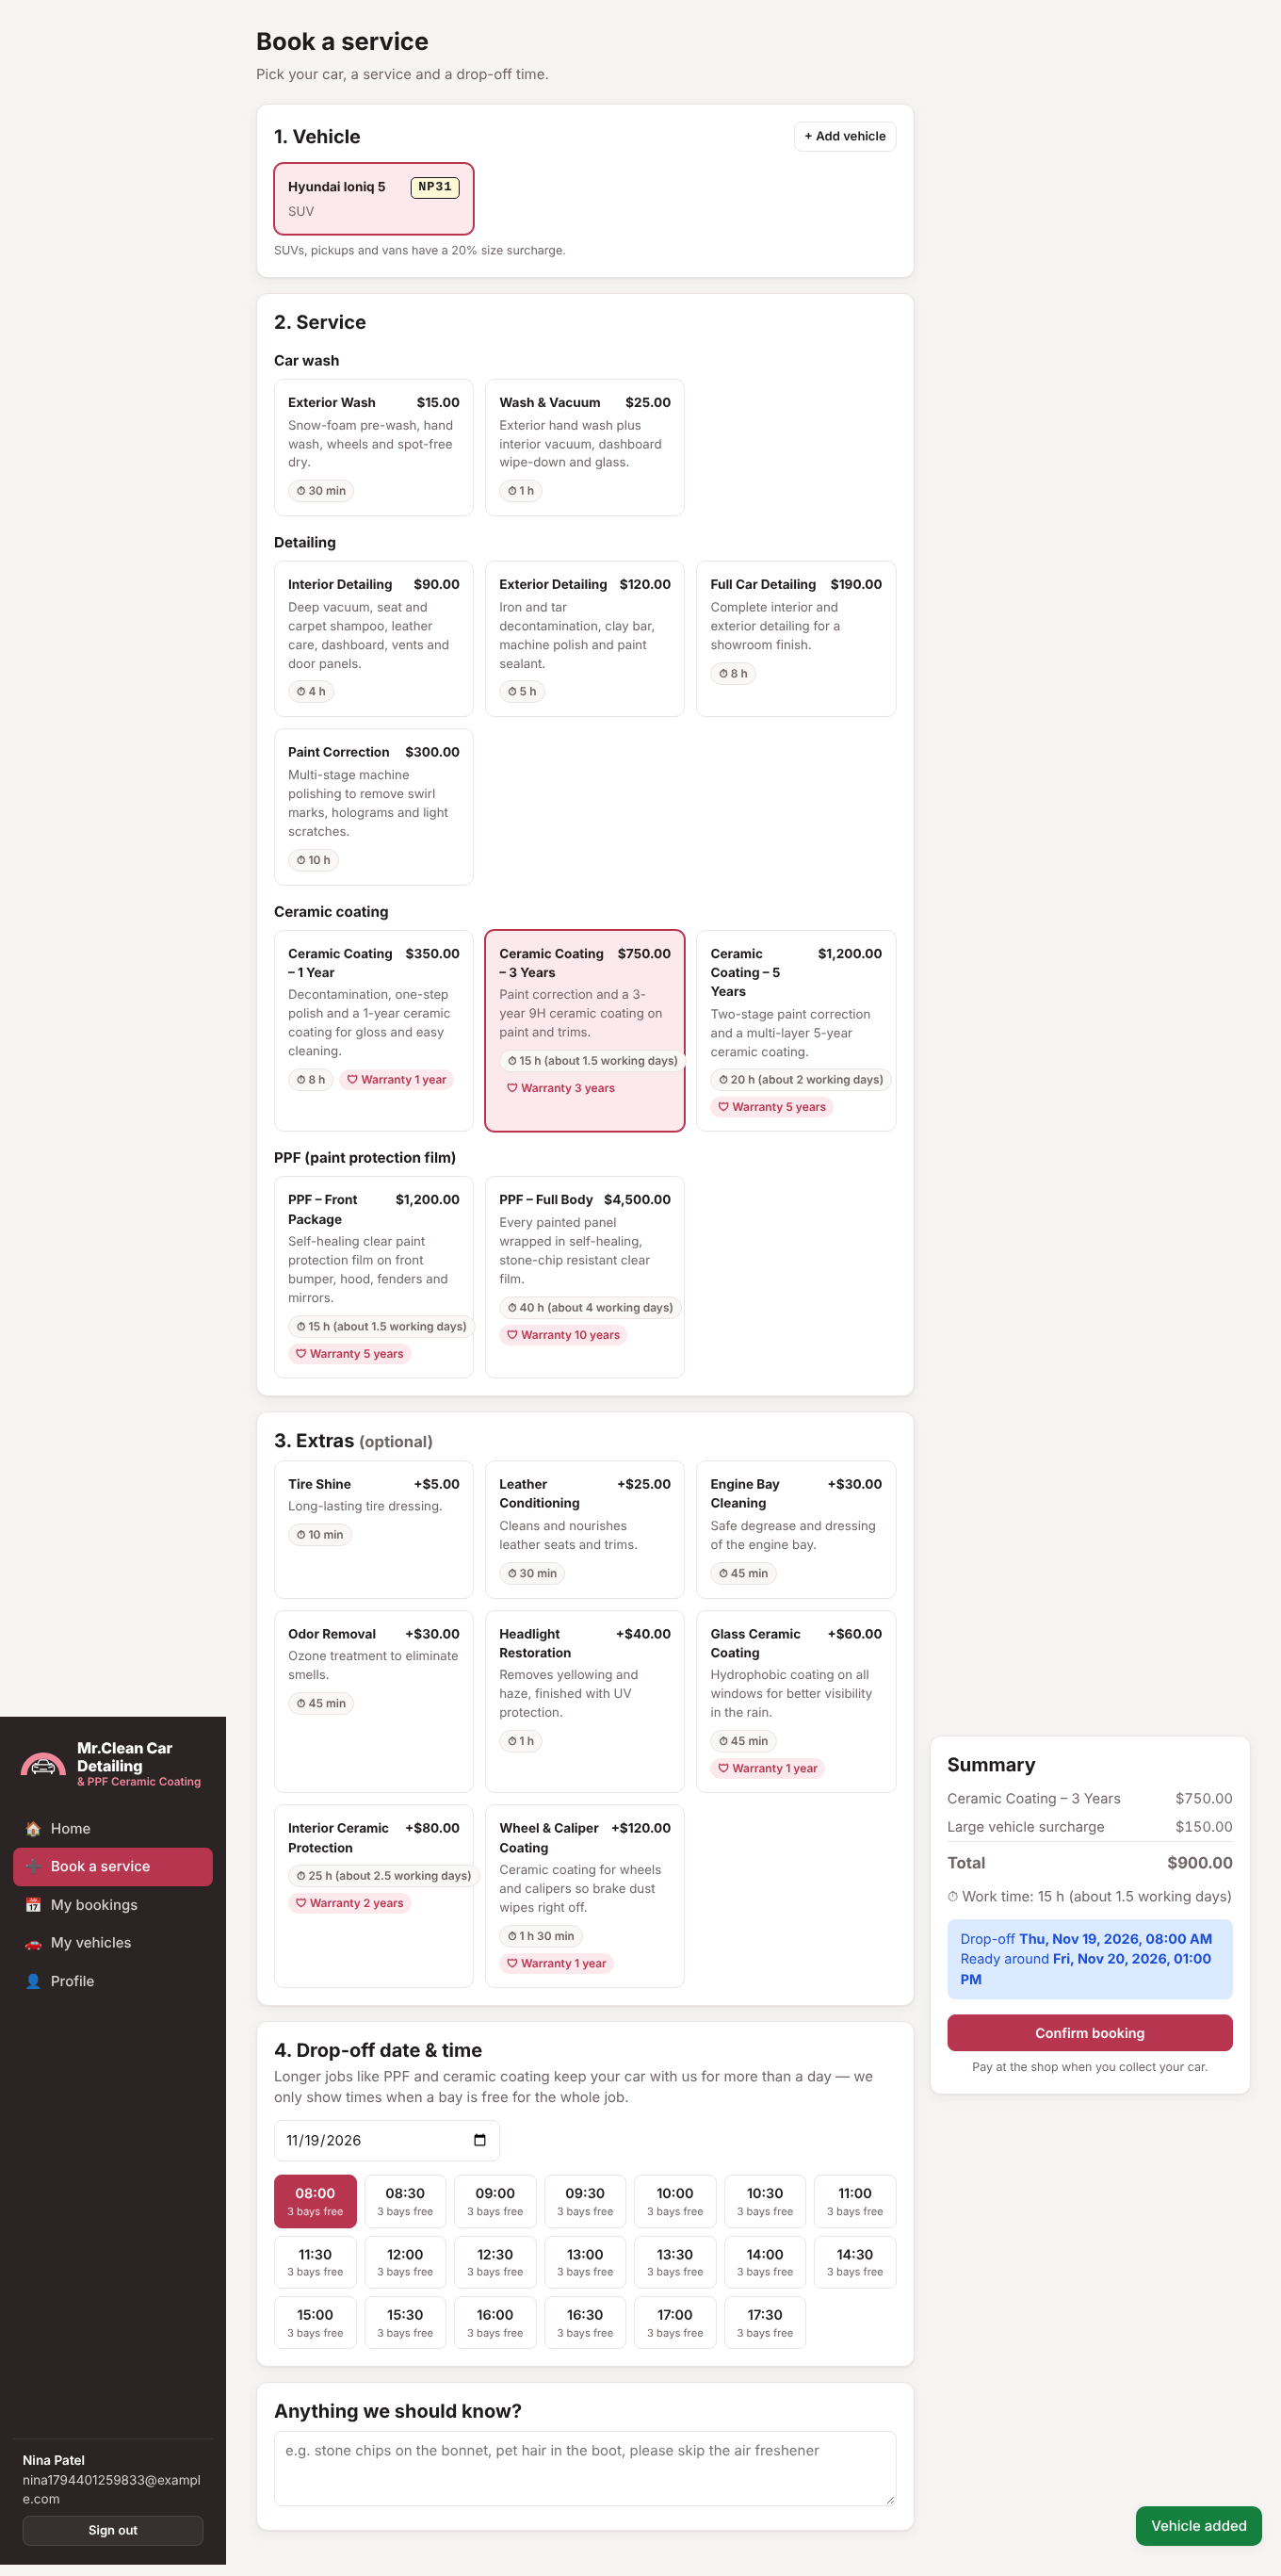 Book a service
Pick your car, a service and a drop-off time.
1. Vehicle
+ Add vehicle
Hyundai Ioniq 5
NP31
SUV
SUVs, pickups and vans have a 20% size surcharge.
2. Service
Car wash
Exterior Wash
$15.00
Snow-foam pre-wash, hand
wash, wheels and spot-free
dry.
⏱ 30 min
Wash & Vacuum
$25.00
Exterior hand wash plus
interior vacuum, dashboard
wipe-down and glass.
⏱ 1 h
Detailing
Interior Detailing
$90.00
Deep vacuum, seat and
carpet shampoo, leather
care, dashboard, vents and
door panels.
⏱ 4 h
Exterior Detailing
$120.00
Iron and tar
decontamination, clay bar,
machine polish and paint
sealant.
⏱ 5 h
Full Car Detailing
$190.00
Complete interior and
exterior detailing for a
showroom finish.
⏱ 8 h
Paint Correction
$300.00
Multi-stage machine
polishing to remove swirl
marks, holograms and light
scratches.
⏱ 10 h
Ceramic coating
Ceramic Coating
– 1 Year
$350.00
Decontamination, one-step
polish and a 1-year ceramic
coating for gloss and easy
cleaning.
⏱ 8 h
Warranty 1 year
Ceramic Coating
– 3 Years
$750.00
Paint correction and a 3-
year 9H ceramic coating on
paint and trims.
⏱ 15 h (about 1.5 working days)
Warranty 3 years
Ceramic
Coating – 5
Years
$1,200.00
Two-stage paint correction
and a multi-layer 5-year
ceramic coating.
⏱ 20 h (about 2 working days)
Warranty 5 years
PPF (paint protection film)
PPF – Front
Package
$1,200.00
Self-healing clear paint
protection film on front
bumper, hood, fenders and
mirrors.
⏱ 15 h (about 1.5 working days)
Warranty 5 years
PPF – Full Body
$4,500.00
Every painted panel
wrapped in self-healing,
stone-chip resistant clear
film.
⏱ 40 h (about 4 working days)
Warranty 10 years
3. Extras (optional)
Tire Shine
+$5.00
Long-lasting tire dressing.
⏱ 10 min
Leather
Conditioning
+$25.00
Cleans and nourishes
leather seats and trims.
⏱ 30 min
Engine Bay
Cleaning
+$30.00
Safe degrease and dressing
of the engine bay.
⏱ 45 min
Odor Removal
+$30.00
Ozone treatment to eliminate
smells.
⏱ 45 min
Headlight
Restoration
+$40.00
Removes yellowing and
haze, finished with UV
protection.
⏱ 1 h
Glass Ceramic
Coating
+$60.00
Hydrophobic coating on all
windows for better visibility
in the rain.
⏱ 45 min
Warranty 1 year
Interior Ceramic
Protection
+$80.00
⏱ 25 h (about 2.5 working days)
Warranty 2 years
Wheel & Caliper
Coating
+$120.00
Ceramic coating for wheels
and calipers so brake dust
wipes right off.
⏱ 1 h 30 min
Warranty 1 year
4. Drop-off date & time
Longer jobs like PPF and ceramic coating keep your car with us for more than a day — we
only show times when a bay is free for the whole job.
11/19/2026
08:00
3 bays free
08:30
3 bays free
09:00
3 bays free
09:30
3 bays free
10:00
3 bays free
10:30
3 bays free
11:00
3 bays free
11:30
3 bays free
12:00
3 bays free
12:30
3 bays free
13:00
3 bays free
13:30
3 bays free
14:00
3 bays free
14:30
3 bays free
15:00
3 bays free
15:30
3 bays free
16:00
3 bays free
16:30
3 bays free
17:00
3 bays free
17:30
3 bays free
Anything we should know?
e.g. stone chips on the bonnet, pet hair in the boot, please skip the air freshener
Mr.Clean Car
Detailing
& PPF Ceramic Coating
Home
Book a service
My bookings
My vehicles
Profile
Nina Patel
nina1794401259833@exampl
e.com
Sign out
Summary
Ceramic Coating – 3 Years
$750.00
Large vehicle surcharge
$150.00
Total
$900.00
⏱ Work time: 15 h (about 1.5 working days)
Drop-off Thu, Nov 19, 2026, 08:00 AM
Ready around Fri, Nov 20, 2026, 01:00
PM
Confirm booking
Pay at the shop when you collect your car.
Vehicle added